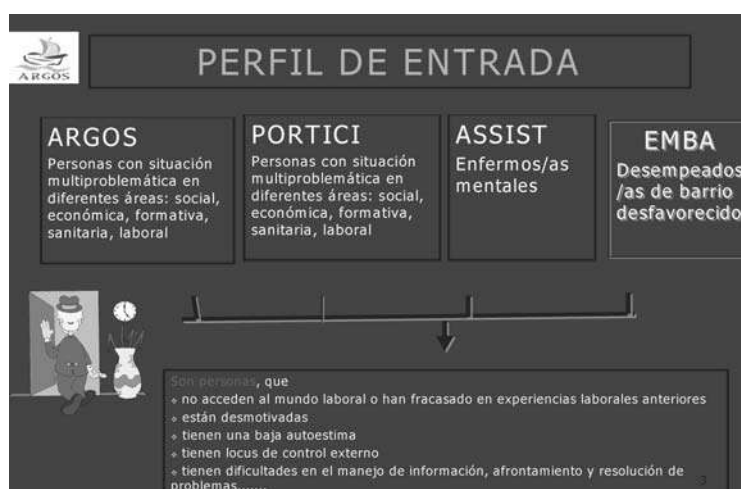 ARGOS
PERFIL DE ENTRADA
ARGOS
Personas con situación
multiproblemática en
diferentes áreas: social,
económica, formativa,
sanitaria, laboral
PORTICI
Personas con situación
multiproblemática en
diferentes áreas: social,
económica, formativa,
sanitaria, laboral
ASSIST
Enfermos/as
mentales
EMBA
Desempeados
/as de barrio
desfavorecido
Son personas, que
❖ no acceden al mundo laboral o han fracasado en experiencias laborales anteriores
❖ están desmotivadas
❖ tienen una baja autoestima
❖ tienen locus de control externo
❖ tienen dificultades en el manejo de información, afrontamiento y resolución de
problemas.......
3